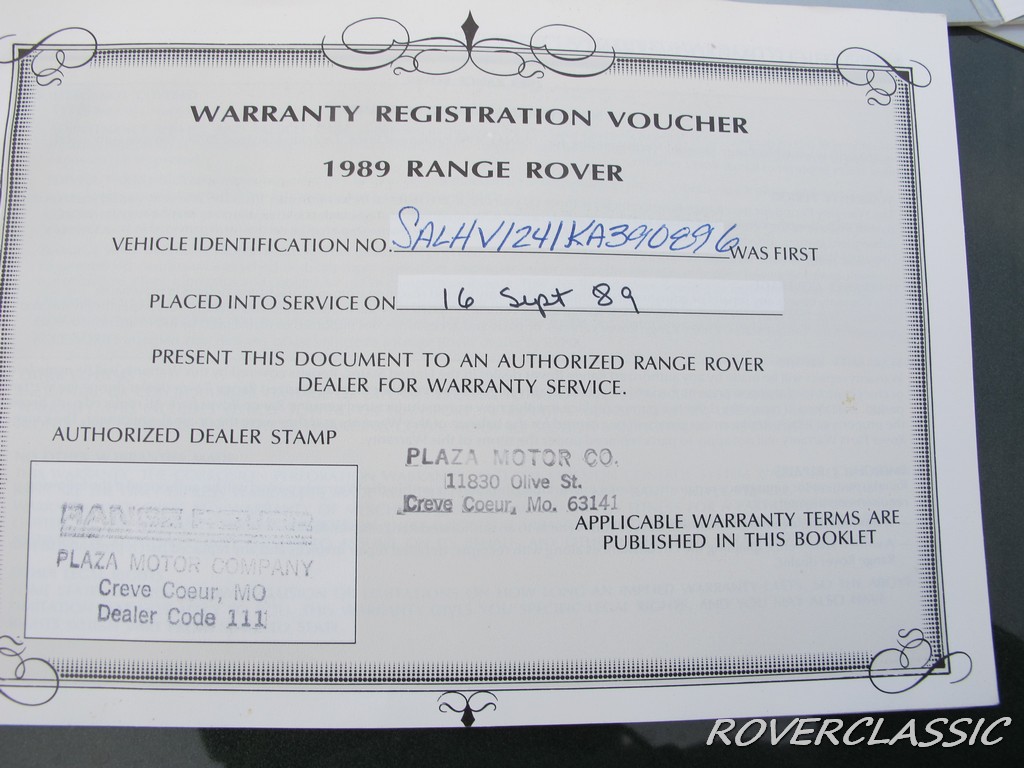 WARRANTY REGISTRATION VOUCHER
1989 RANGE ROVER
VEHICLE IDENTIFICATION NO. SALHV1241KA390896 WAS FIRST
PLACED INTO SERVICE ON 16 Sept 89
PRESENT THIS DOCUMENT TO AN AUTHORIZED RANGE ROVER
DEALER FOR WARRANTY SERVICE.
AUTHORIZED DEALER STAMP
RANGE ROVER
PLAZA MOTOR COMPANY
Creve Coeur, MO
Dealer Code 111
PLAZA MOTOR CO.
11830 Olive St.
Creve Coeur, Mo. 63141
APPLICABLE WARRANTY TERMS ARE
PUBLISHED IN THIS BOOKLET
ROVERCLASSIC